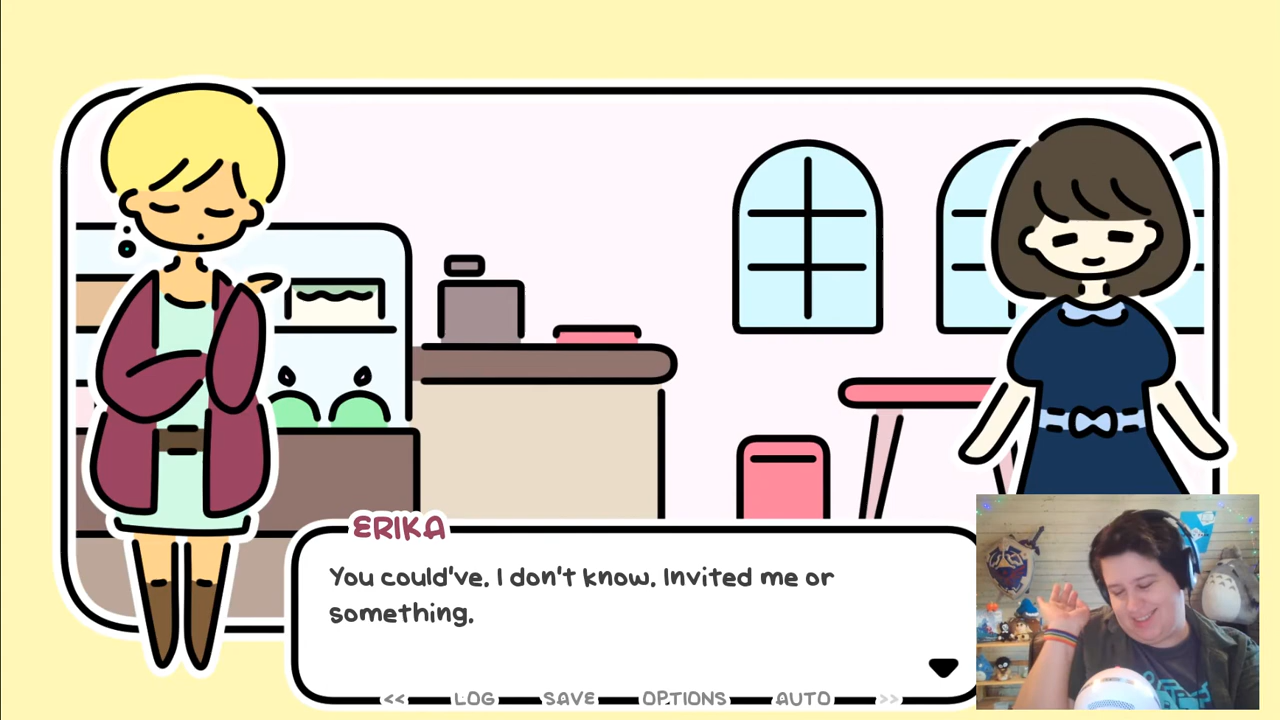 ERIKA
You could've. I don't know. Invited me or
something.
<< LOG SAVE OPTIONS AUTO >>